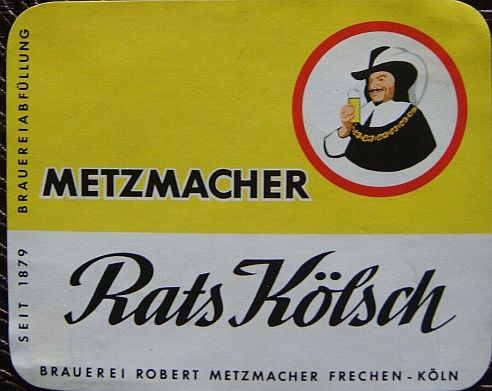 BRAUEREIABFÜLLUNG
SEIT 1879
METZMACHER
Rats Kölsch
BRAUEREI ROBERT METZMACHER FRECHEN - KÖLN